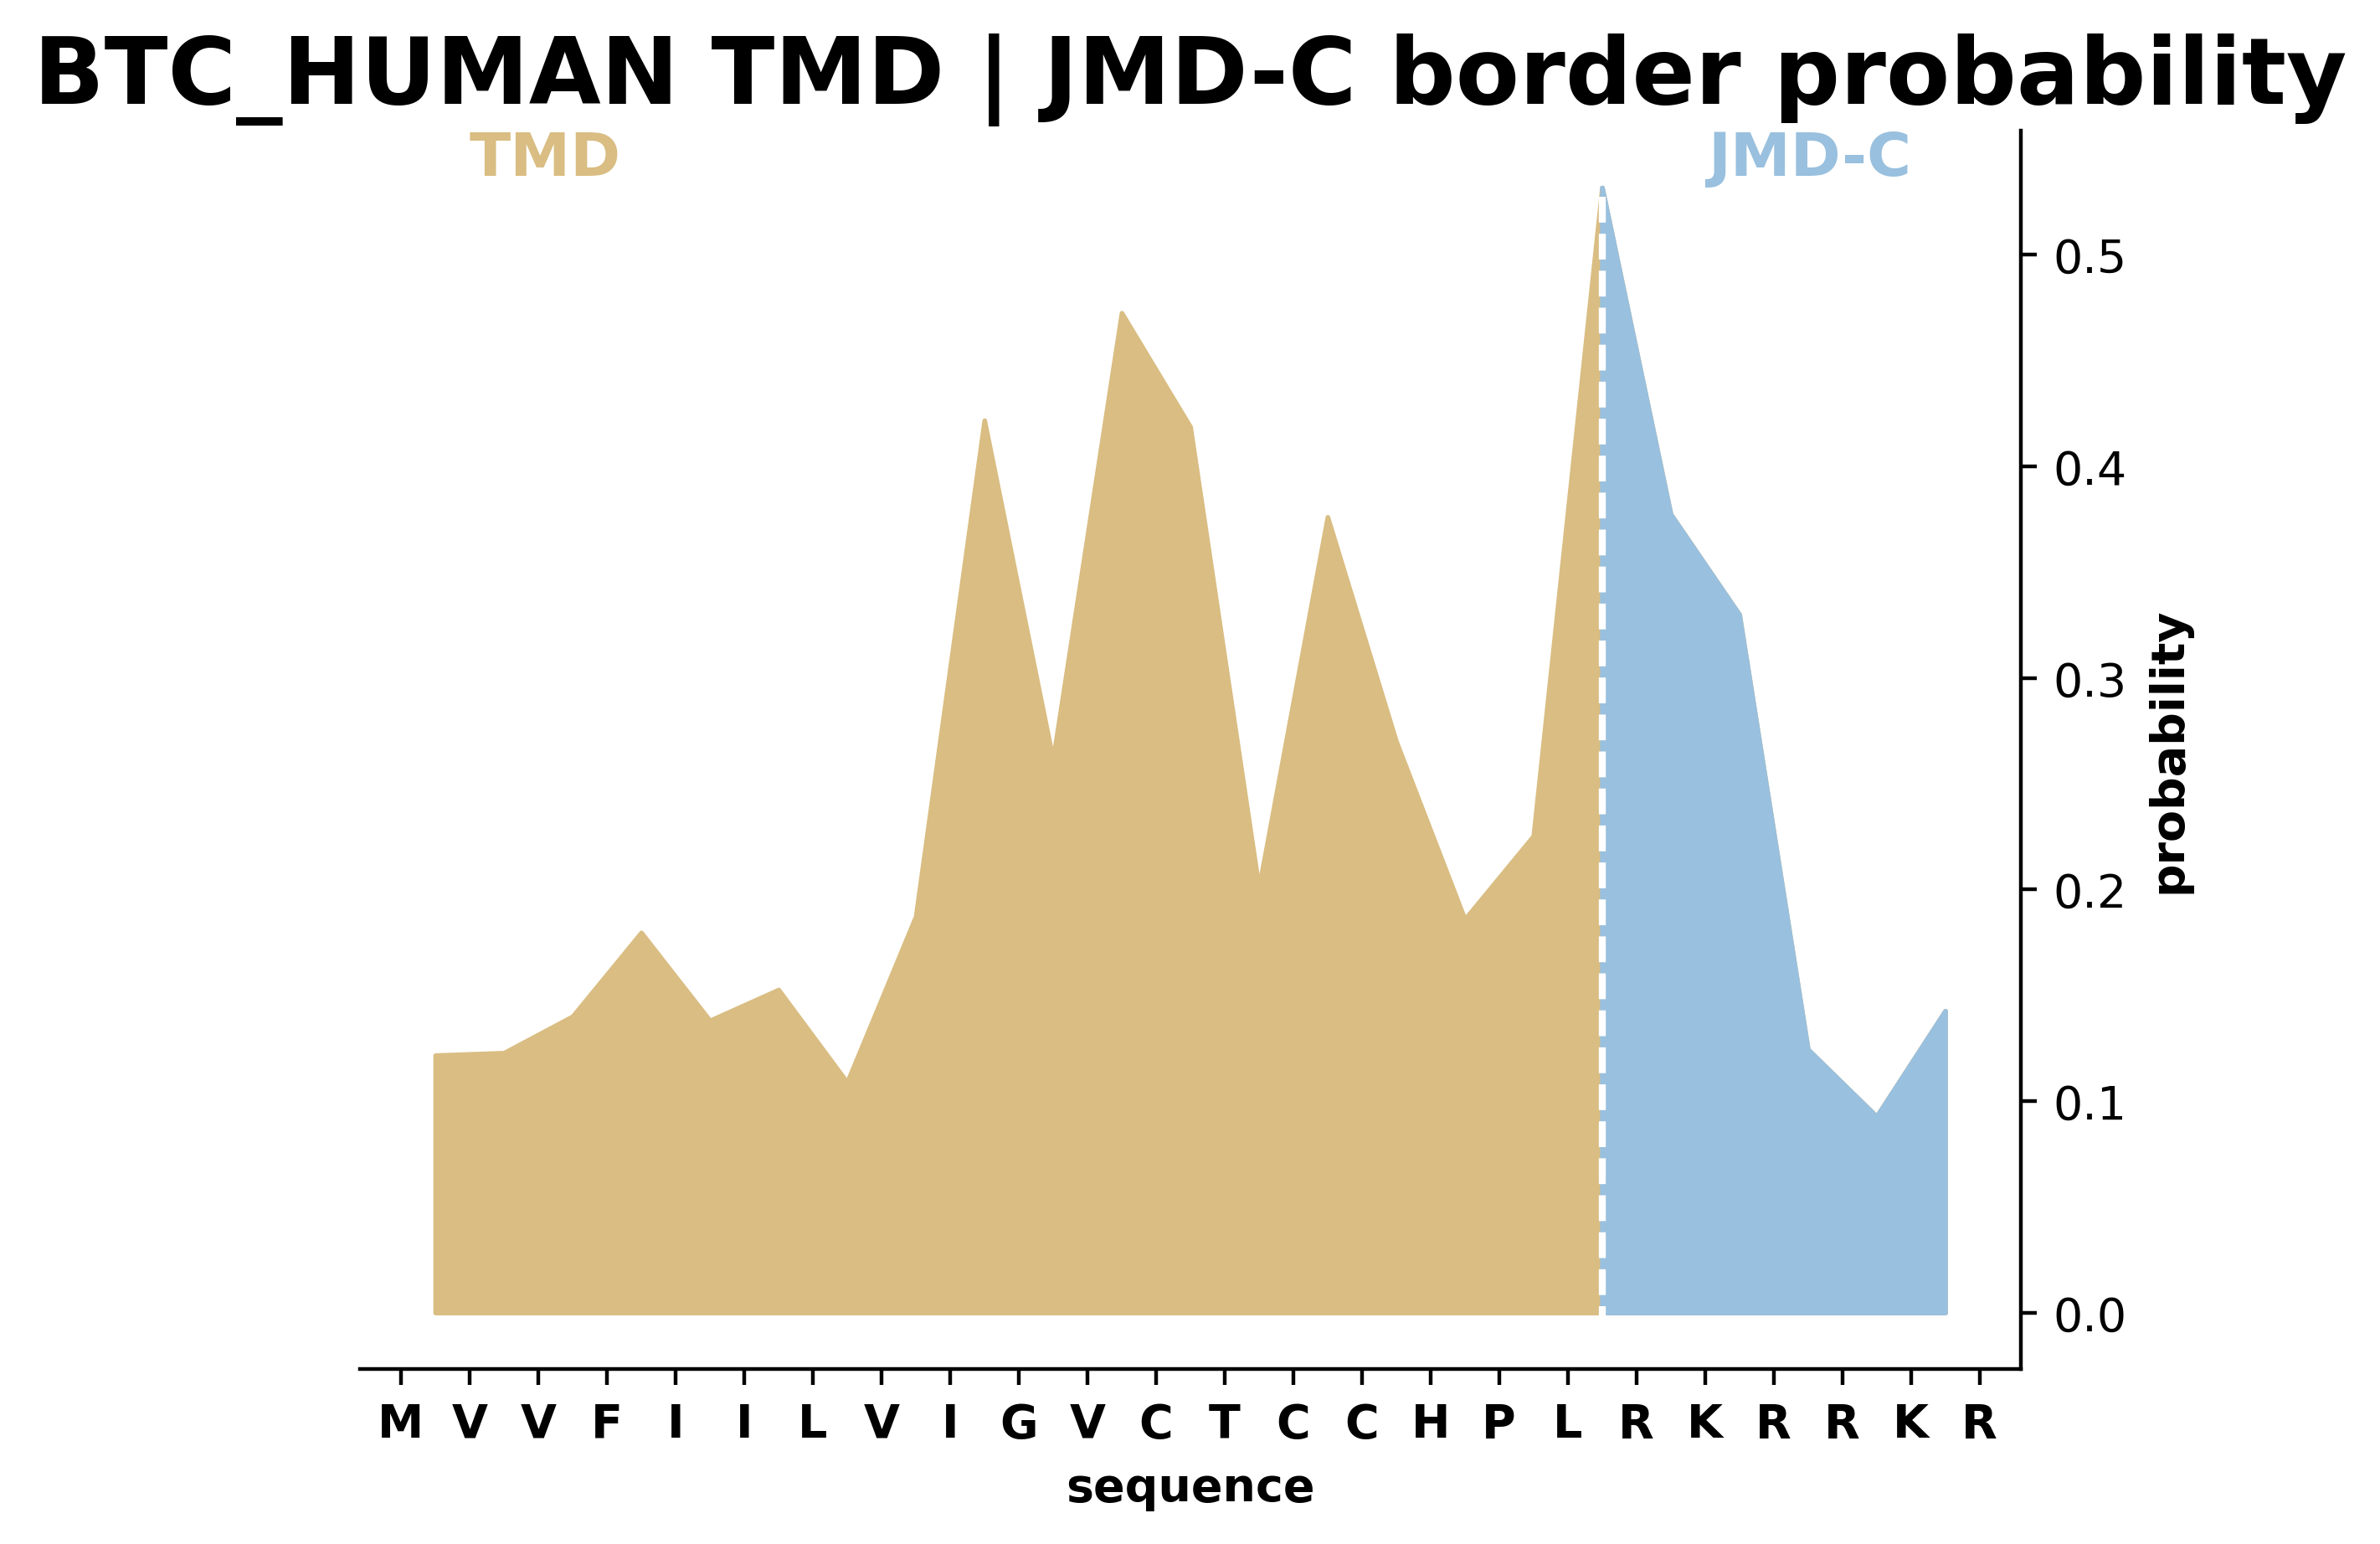 BTC_HUMAN TMD | JMD-C border probability
TMD JMD-C
0.5
0.4
0.3
0.2
0.1
0.0
probability
M V V F I I L V I G V C T C C H P L R K R R K R
sequence